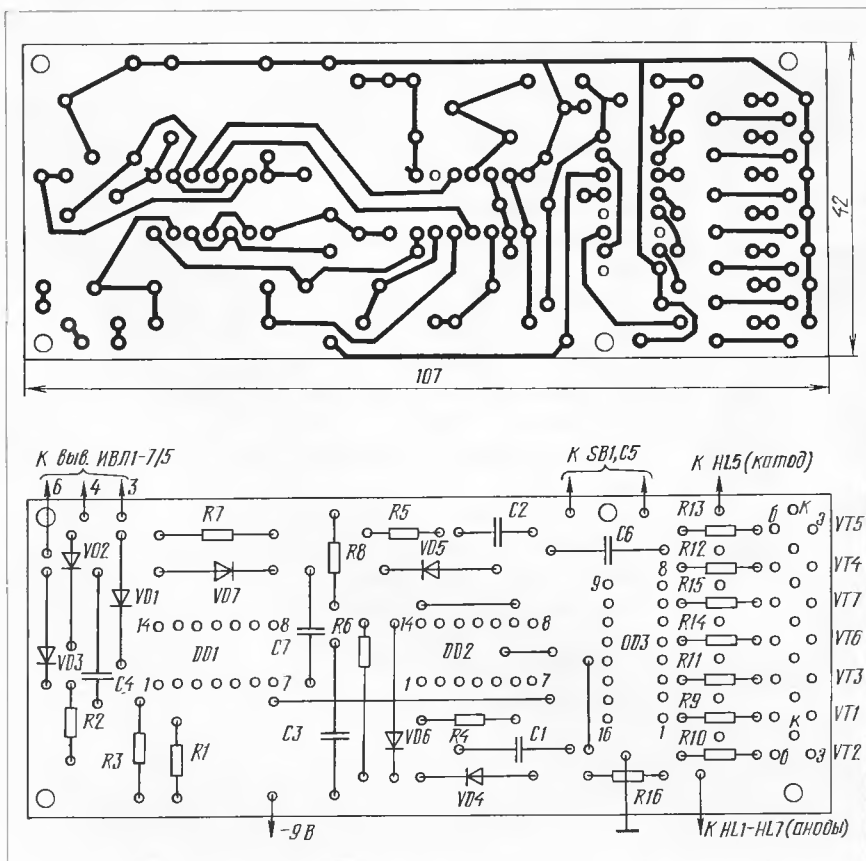 42
107
К выв. ИВЛ1-7/5
К SB1, C5
К HL5 (катод)
6 4 3
R7
R5
C2
R13
б
к
э
VT5
VD2
R8
VD5
C6
R12
VT4
VD1
VD7
9
8
R15
VT7
14
8
R6
14
8
R14
VD3
DD1
C7
DD2
DD3
VT6
C4
R11
VT3
1
7
1
7
R9
R2
C3
R4
16
1
к
VT1
R3
R1
VD6
C1
R10
б
э
VT2
VD4
R16
-9 В
К HL1-HL7 (аноды)